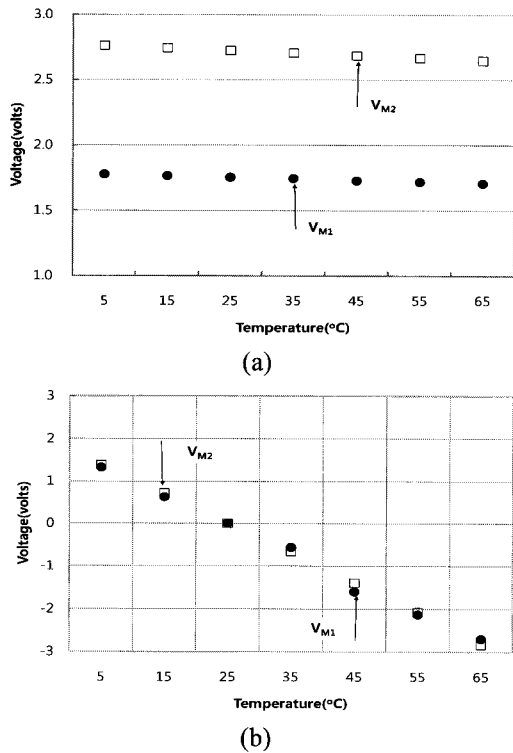 3.0
2.5
2.0
1.5
1.0
Voltage(volts)
V_M2
V_M1
5 15 25 35 45 55 65
Temperature(°C)
(a)
3
2
1
0
-1
-2
-3
Voltage(volts)
V_M2
V_M1
5 15 25 35 45 55 65
Temperature(°C)
(b)